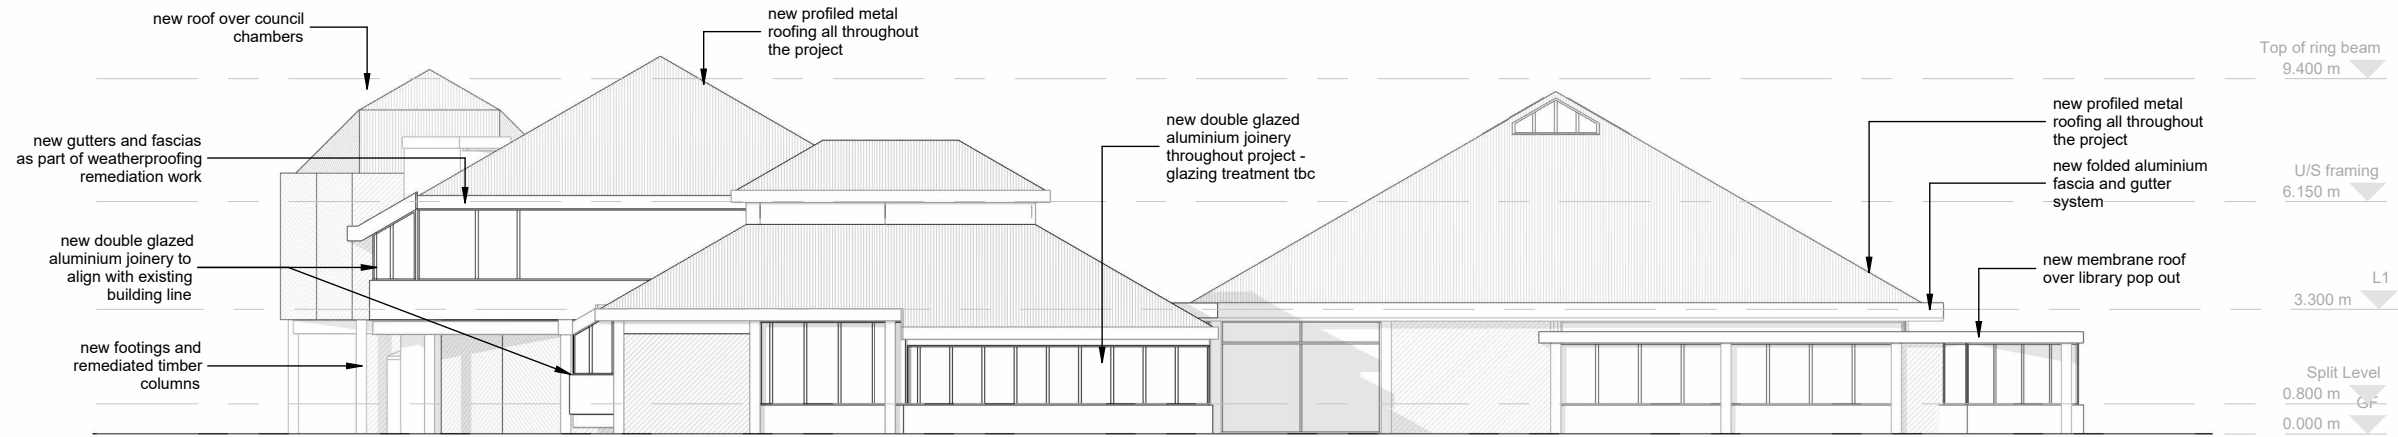 new roof over council
chambers
new profiled metal
roofing all throughout
the project
new gutters and fascias
as part of weatherproofing
remediation work
new double glazed
aluminium joinery to
align with existing
building line
new footings and
remediated timber
columns
new double glazed
aluminium joinery
throughout project -
glazing treatment tbc
new profiled metal
roofing all throughout
the project
new folded aluminium
fascia and gutter
system
new membrane roof
over library pop out
Top of ring beam
9.400 m
U/S framing
6.150 m
L1
3.300 m
Split Level
0.800 m
GF
0.000 m